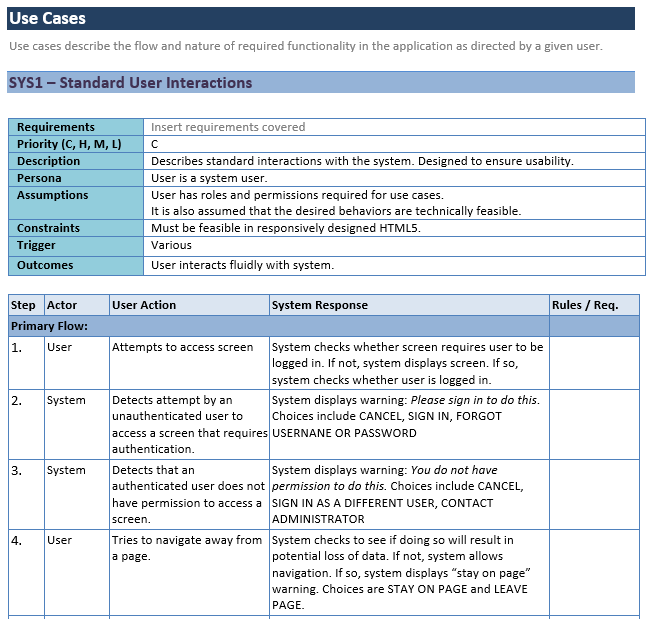 Use Cases
Use cases describe the flow and nature of required functionality in the application as directed by a given user.
SYS1 – Standard User Interactions
Requirements Insert requirements covered
Priority (C, H, M, L) C
Description Describes standard interactions with the system. Designed to ensure usability.
Persona User is a system user.
Assumptions User has roles and permissions required for use cases.
It is also assumed that the desired behaviors are technically feasible.
Constraints Must be feasible in responsively designed HTML5.
Trigger Various
Outcomes User interacts fluidly with system.
Step Actor User Action System Response Rules / Req.
Primary Flow:
1. User Attempts to access screen System checks whether screen requires user to be
logged in. If not, system displays screen. If so,
system checks whether user is logged in.
2. System Detects attempt by an System displays warning: Please sign in to do this.
unauthenticated user to Choices include CANCEL, SIGN IN, FORGOT
access a screen that requires USERNANE OR PASSWORD
authentication.
3. System Detects that an System displays warning: You do not have
authenticated user does not permission to do this. Choices include CANCEL,
have permission to access a SIGN IN AS A DIFFERENT USER, CONTACT
screen. ADMINISTRATOR
4. User Tries to navigate away from System checks to see if doing so will result in
a page. potential loss of data. If not, system allows
navigation. If so, system displays “stay on page”
warning. Choices are STAY ON PAGE and LEAVE
PAGE.